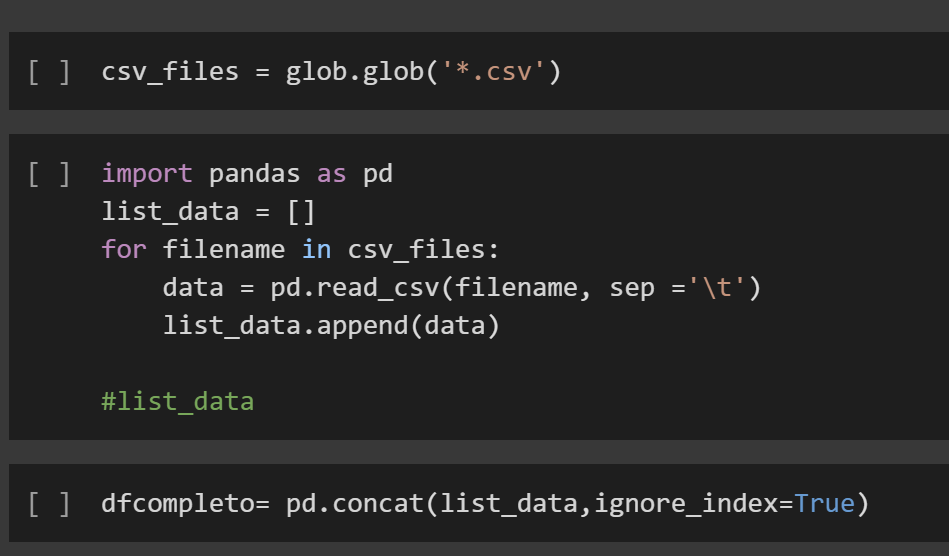 [ ] csv_files = glob.glob('*.csv')
[ ] import pandas as pd
list_data = []
for filename in csv_files:
    data = pd.read_csv(filename, sep ='\t')
    list_data.append(data)
#list_data
[ ] dfcompleto= pd.concat(list_data,ignore_index=True)